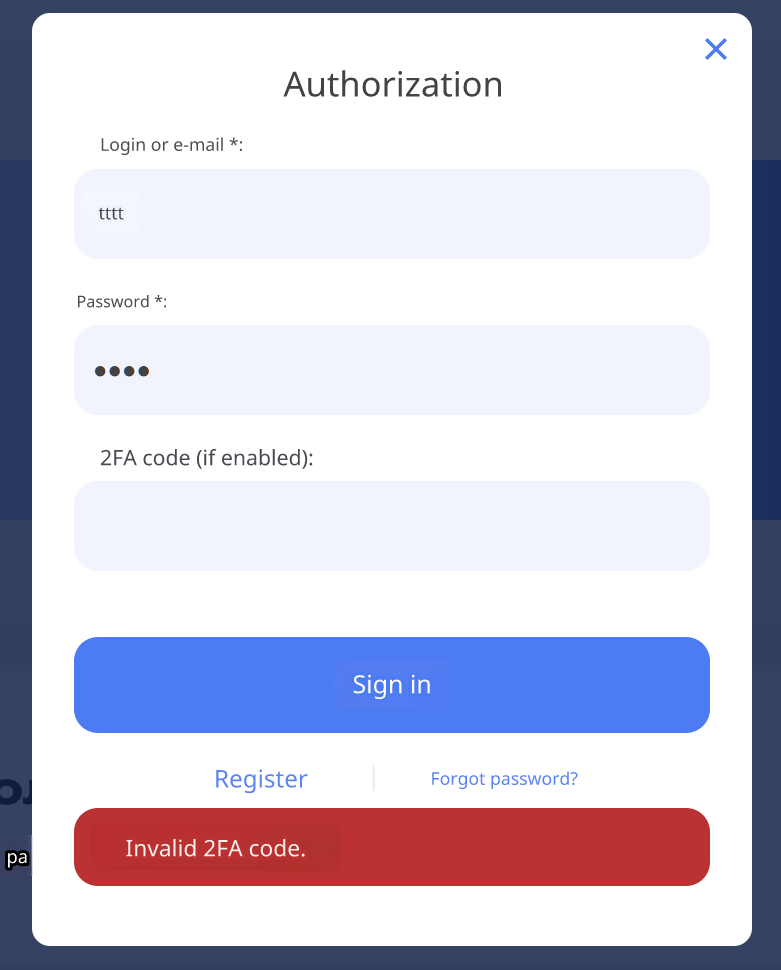 Authorization
Login or e-mail *:
tttt
Password *:
••••
2FA code (if enabled):
Sign in
Register
Forgot password?
pa
Invalid 2FA code.